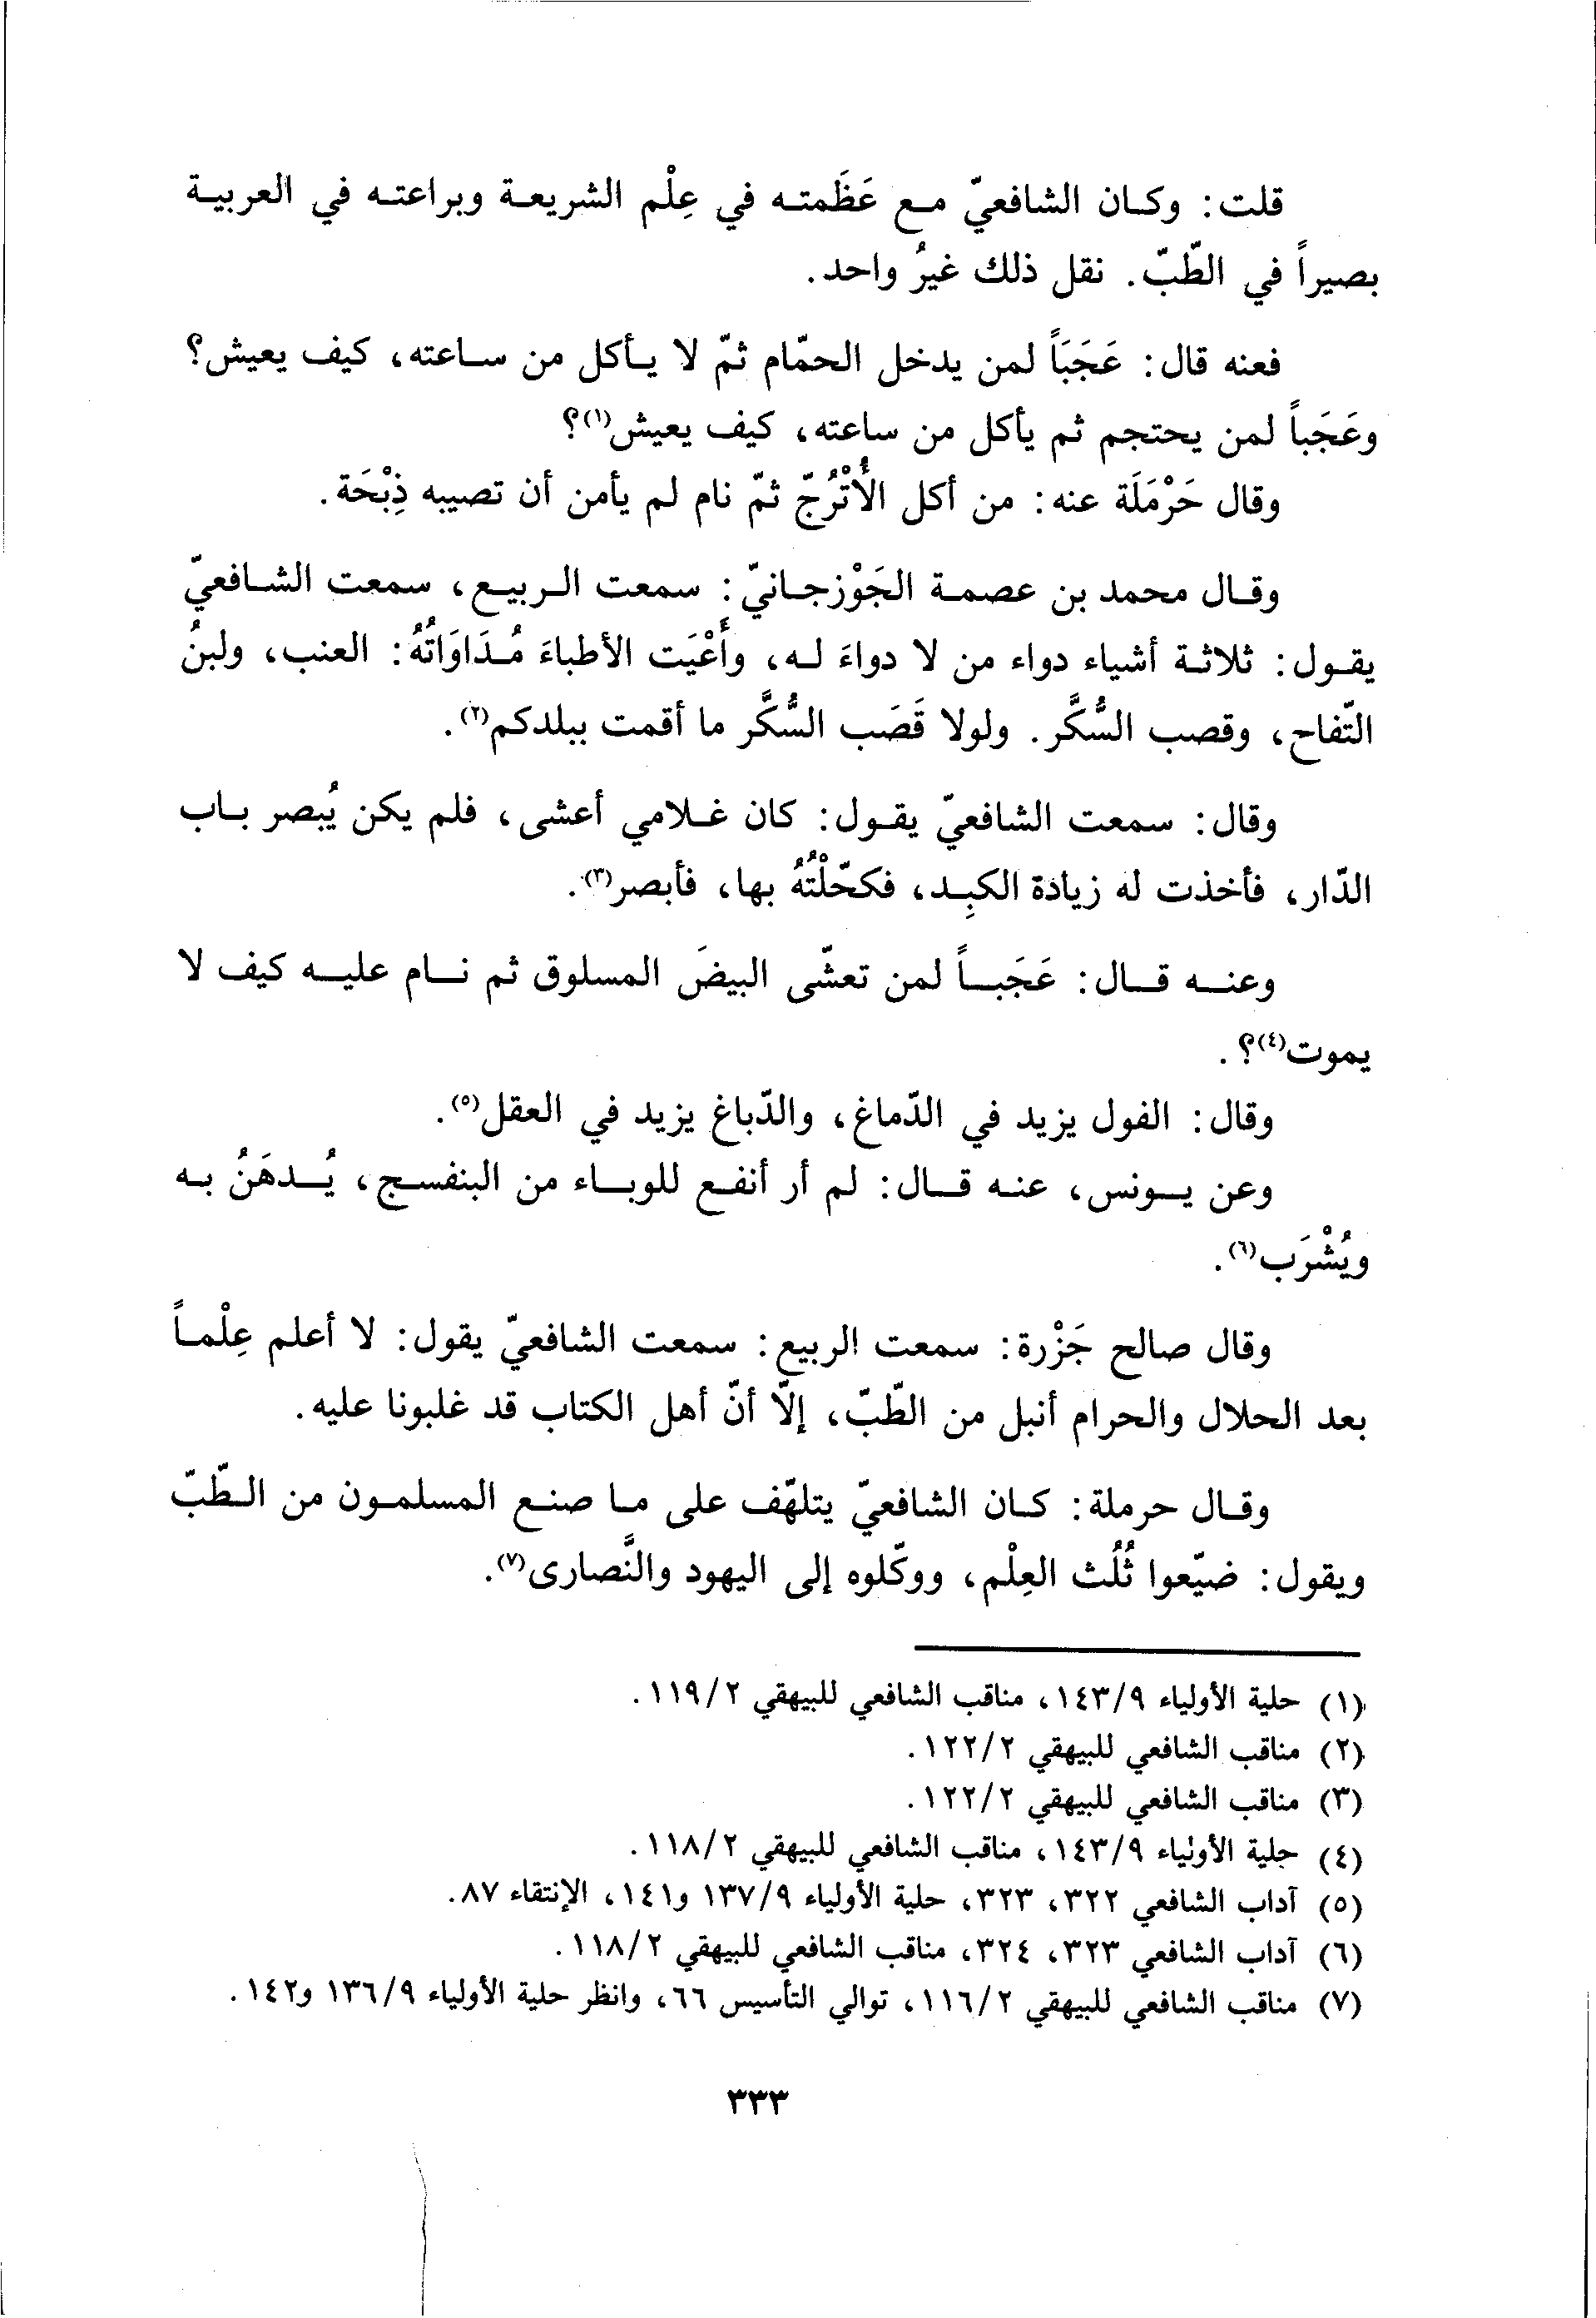 قلت: وكان الشافعيّ مع عَظَمته في عِلْم الشريعة وبراعته في العربية
بصيراً في الطّبّ. نقل ذلك غيرُ واحد.
فعنه قال: عَجَبَاً لمن يدخل الحمّام ثمّ لا يأكل من ساعته، كيف يعيش؟
وعَجَباً لمن يحتجم ثم يأكل من ساعته، كيف يعيش(١)؟
وقال حَرْمَلَة عنه: من أكل الأُتْرُجّ ثمّ نام لم يأمن أن تصيبه ذِبْحَة.
وقال محمد بن عصمة الجَوْزجانيّ: سمعت الربيع، سمعت الشافعيّ
يقول: ثلاثة أشياء دواء من لا دواءَ له، وأَعْيَت الأطباءَ مُدَاوَاتُهُ: العنب، ولبنُ
التّفاح، وقصب السُّكَّر. ولولا قَصَب السُّكَّر ما أقمت ببلدكم(٢).
وقال: سمعت الشافعيّ يقول: كان غلامي أعشى، فلم يكن يُبصر باب
الدّار، فأخذت له زيادة الكبِد، فكحّلْتُهُ بها، فأبصر(٣).
وعنه قال: عَجَباً لمن تعشّى البيضَ المسلوق ثم نام عليه كيف لا
يموت(٤)؟.
وقال: الفول يزيد في الدّماغ، والدّباغ يزيد في العقل(٥).
وعن يونس، عنه قال: لم أر أنفع للوباء من البنفسج، يُدهَنُ به
ويُشْرَب(٦).
وقال صالح جَزْرة: سمعت الربيع: سمعت الشافعيّ يقول: لا أعلم عِلْماً
بعد الحلال والحرام أنبل من الطّبّ، إلّا أنّ أهل الكتاب قد غلبونا عليه.
وقال حرملة: كان الشافعيّ يتلهّف على ما صنع المسلمون من الطّبّ
ويقول: ضيّعوا ثُلُث العِلْم، ووكّلوه إلى اليهود والنَّصارى(٧).
(١) حلية الأولياء ١٤٣/٩، مناقب الشافعي للبيهقي ١١٩/٢.
(٢) مناقب الشافعي للبيهقي ١٢٢/٢.
(٣) مناقب الشافعي للبيهقي ١٢٢/٢.
(٤) حلية الأولياء ١٤٣/٩، مناقب الشافعي للبيهقي ١١٨/٢.
(٥) آداب الشافعي ٣٢٢، ٣٢٣، حلية الأولياء ١٣٧/٩ و١٤١، الإنتقاء ٨٧.
(٦) آداب الشافعي ٣٢٣، ٣٢٤، مناقب الشافعي للبيهقي ١١٨/٢.
(٧) مناقب الشافعي للبيهقي ١١٦/٢، توالي التأسيس ٦٦، وانظر حلية الأولياء ١٣٦/٩ و١٤٢.
٣٣٣